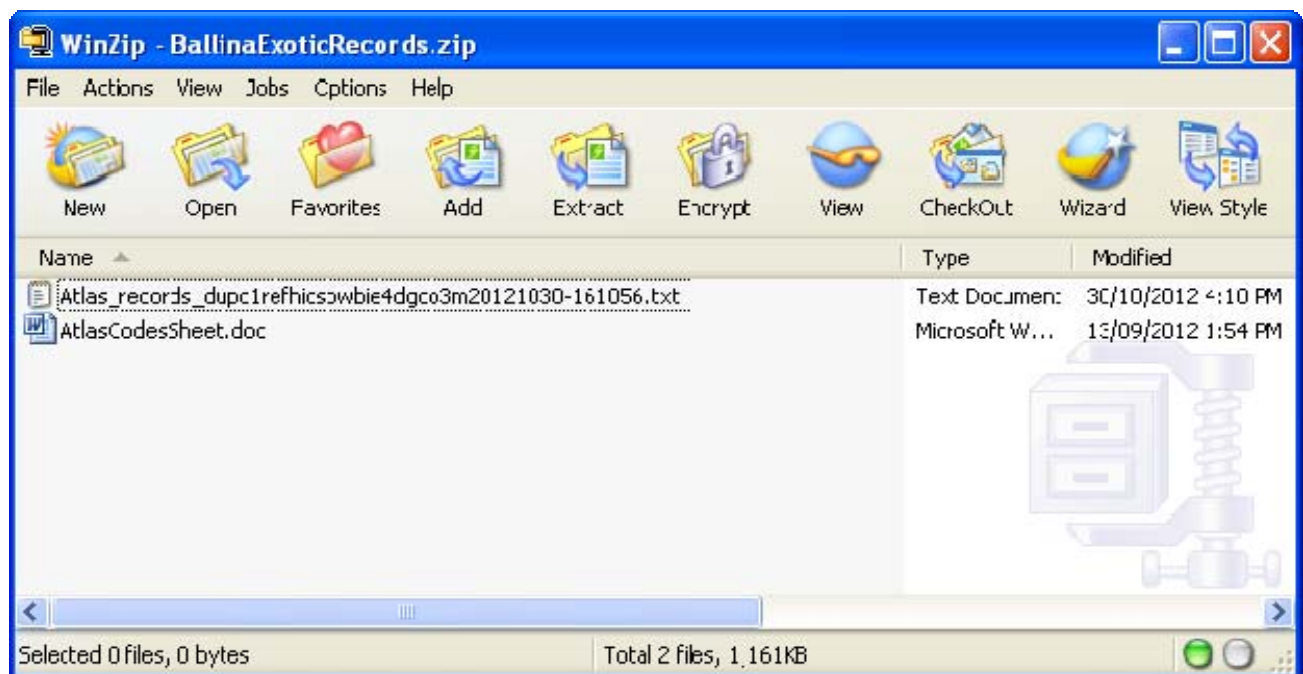 WinZip - BallinaExoticRecords.zip
File Actions View Jobs Options Help
New Open Favorites Add Extract Encrypt View CheckOut Wizard View Style
Name Type Modified
Atlas_records_dupc1refhicsowbie4dgco3m20121030-161056.txt Text Document 30/10/2012 4:10 PM
AtlasCodesSheet.doc Microsoft W... 13/09/2012 1:54 PM
Selected 0 files, 0 bytes Total 2 files, 1,161KB